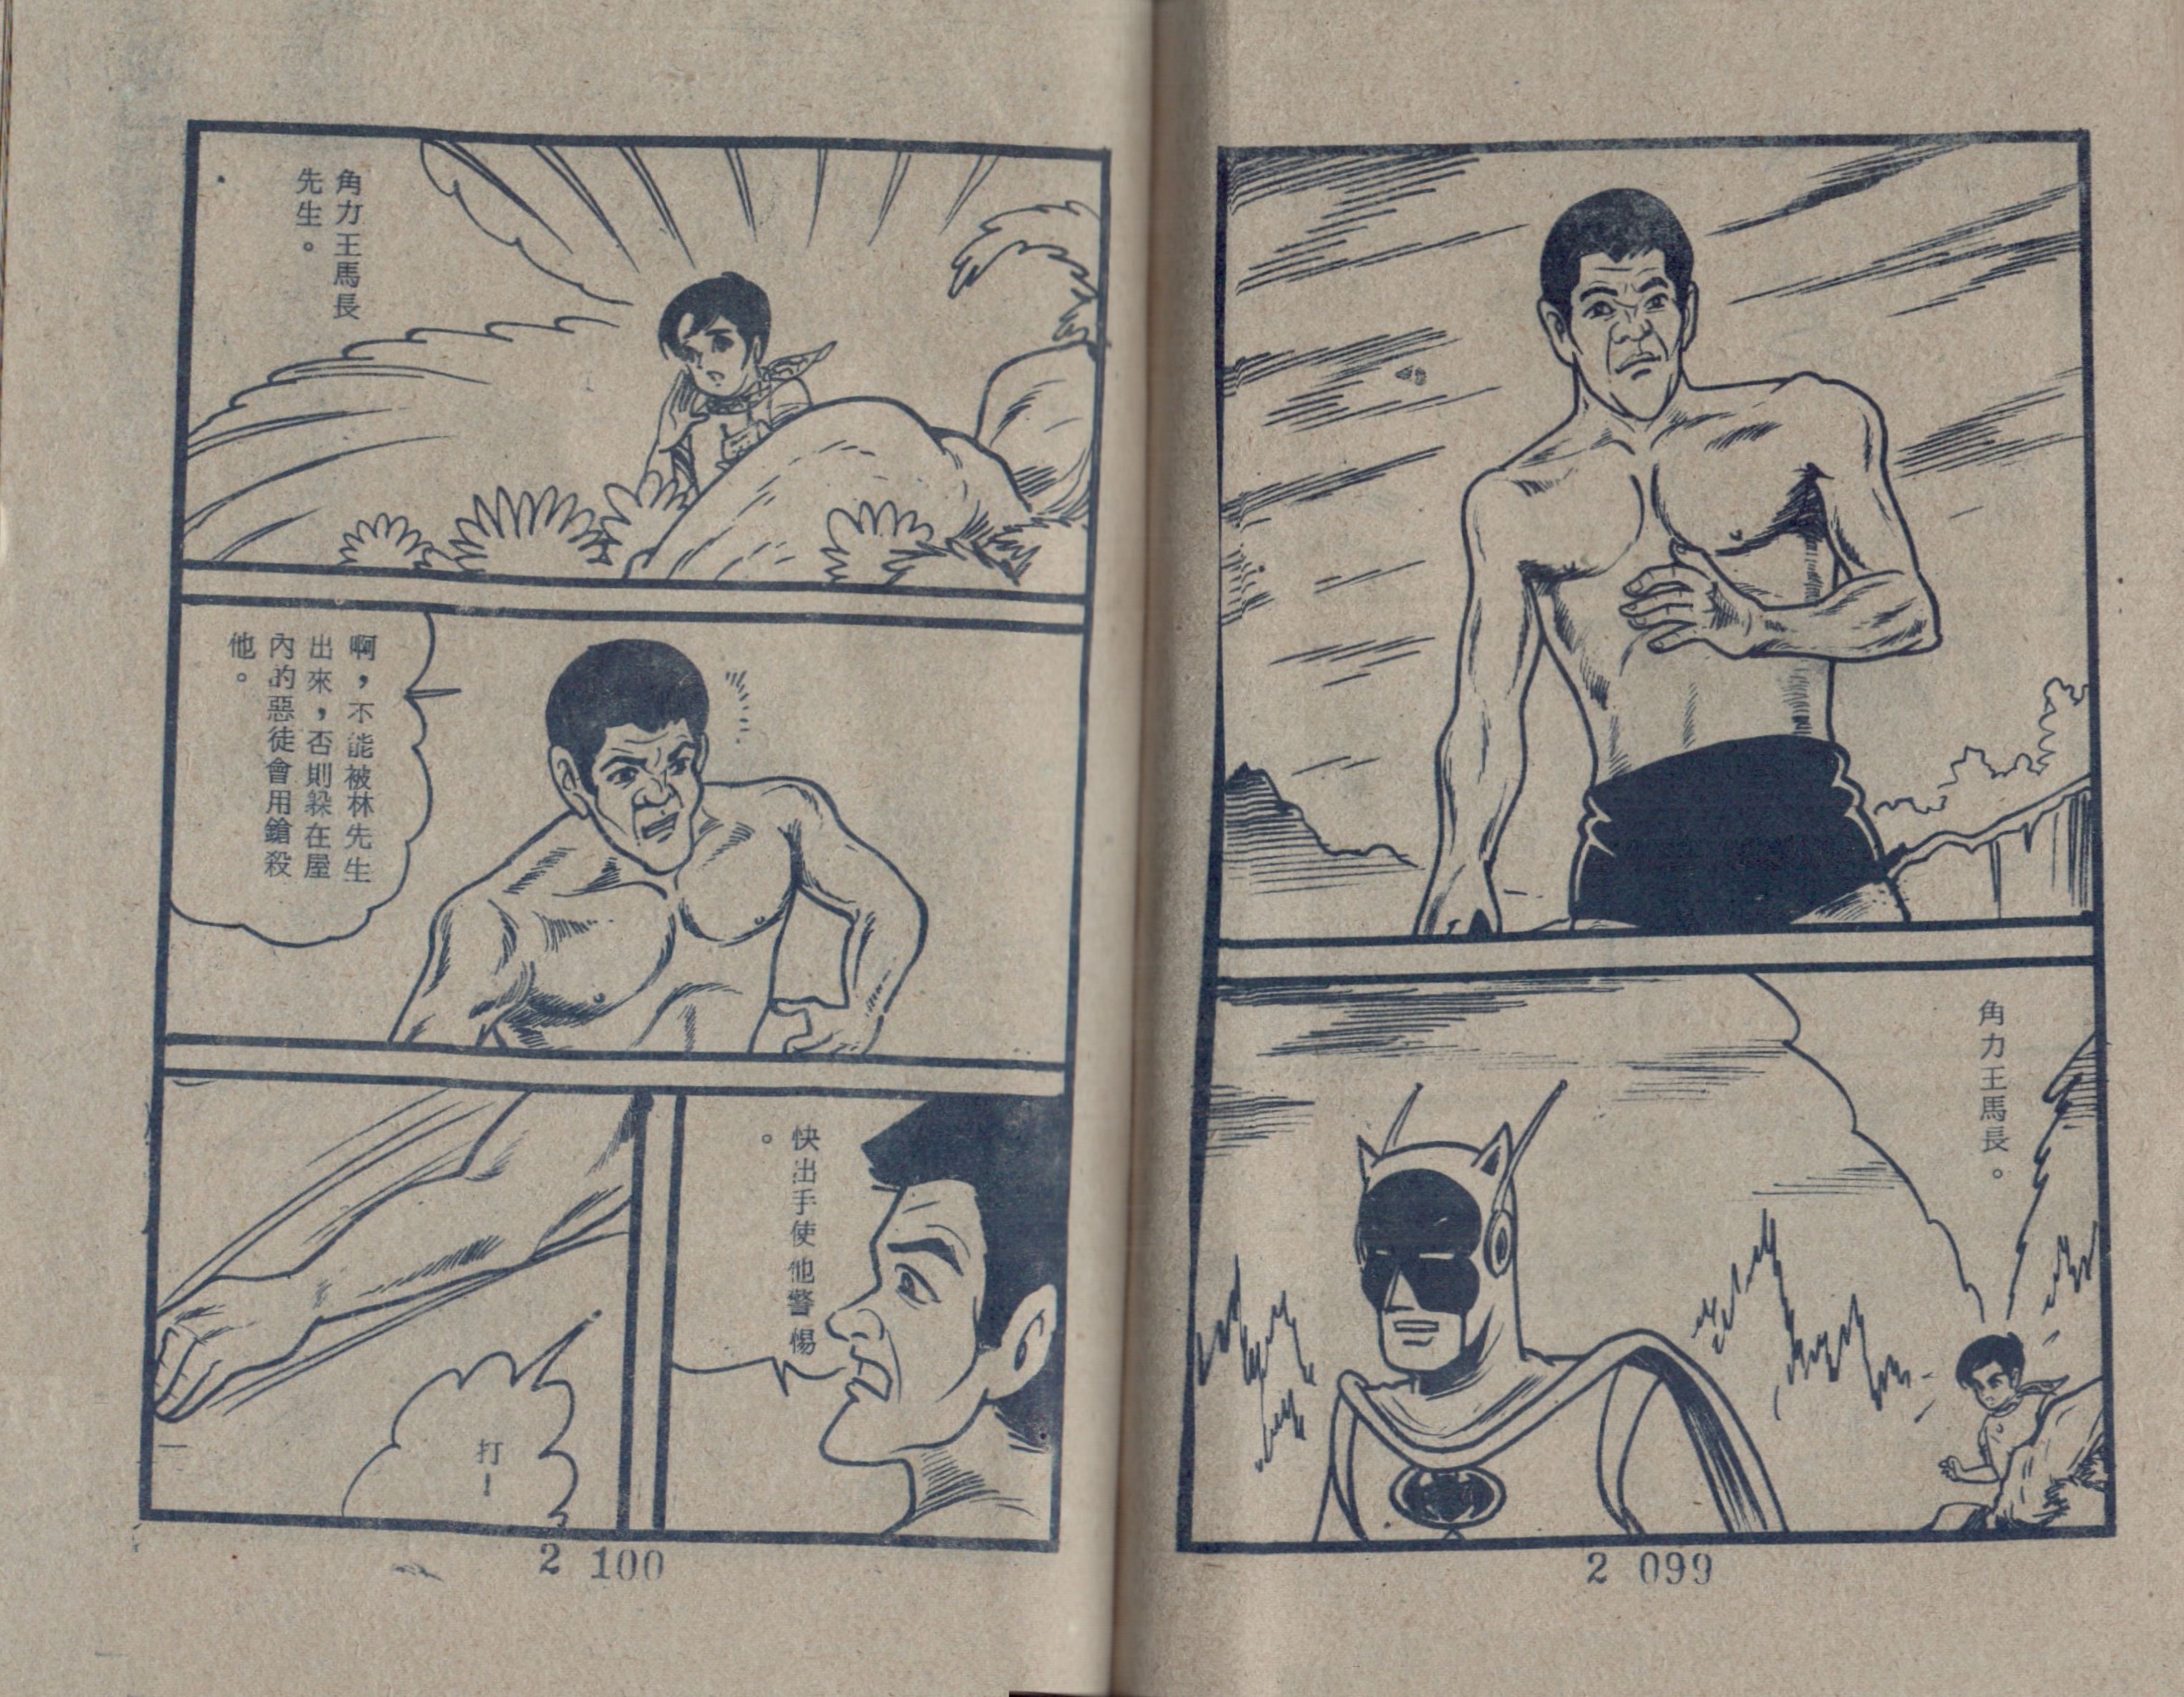 角力王馬長。
2 099
角力王馬長
先生。
啊，不能被林先生
出來，否則躲在屋
內的惡徒會用鎗殺
他。
快出手使他警惕
。
打！
2 100